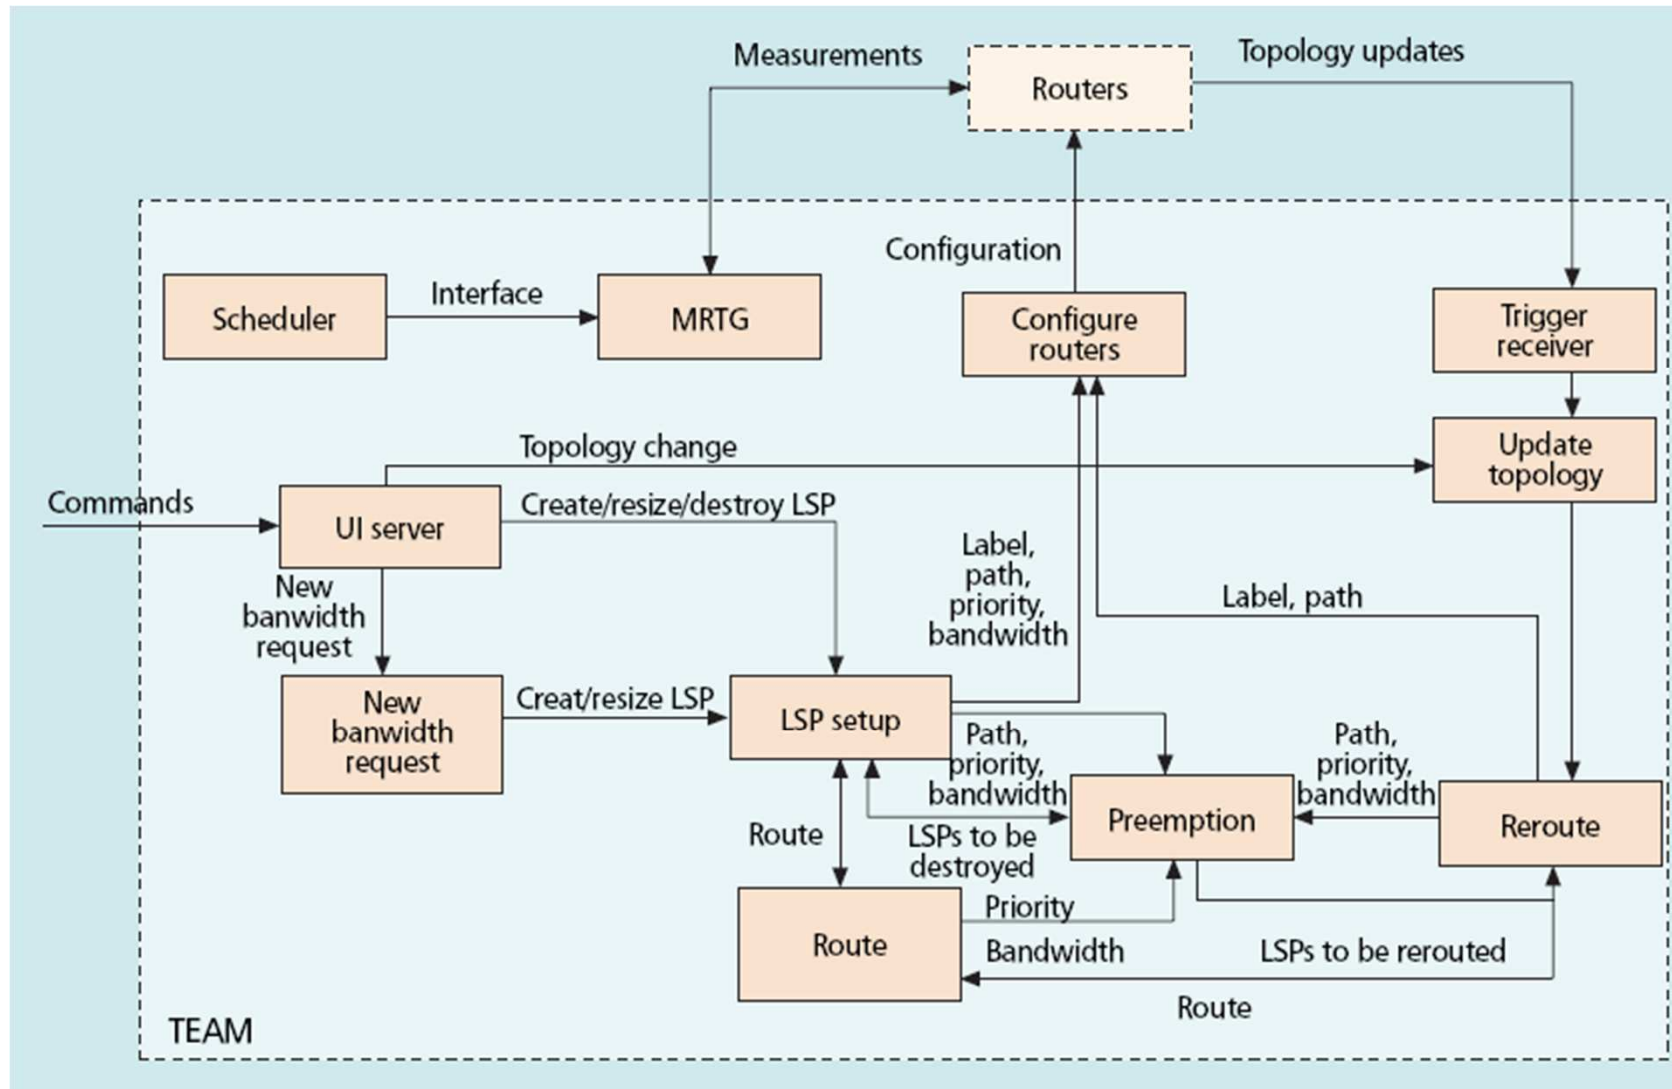 Measurements
Routers
Topology updates
Configuration
Scheduler
Interface
MRTG
Configure
routers
Trigger
receiver
Topology change
Update
topology
Commands
UI server
Create/resize/destroy LSP
New
banwidth
request
Label,
path,
priority,
bandwidth
Label, path
New
banwidth
request
Creat/resize LSP
LSP setup
Path,
priority,
bandwidth
Path,
priority,
bandwidth
Preemption
Reroute
Route
LSPs to be
destroyed
Route
Priority
Bandwidth
LSPs to be rerouted
Route
TEAM